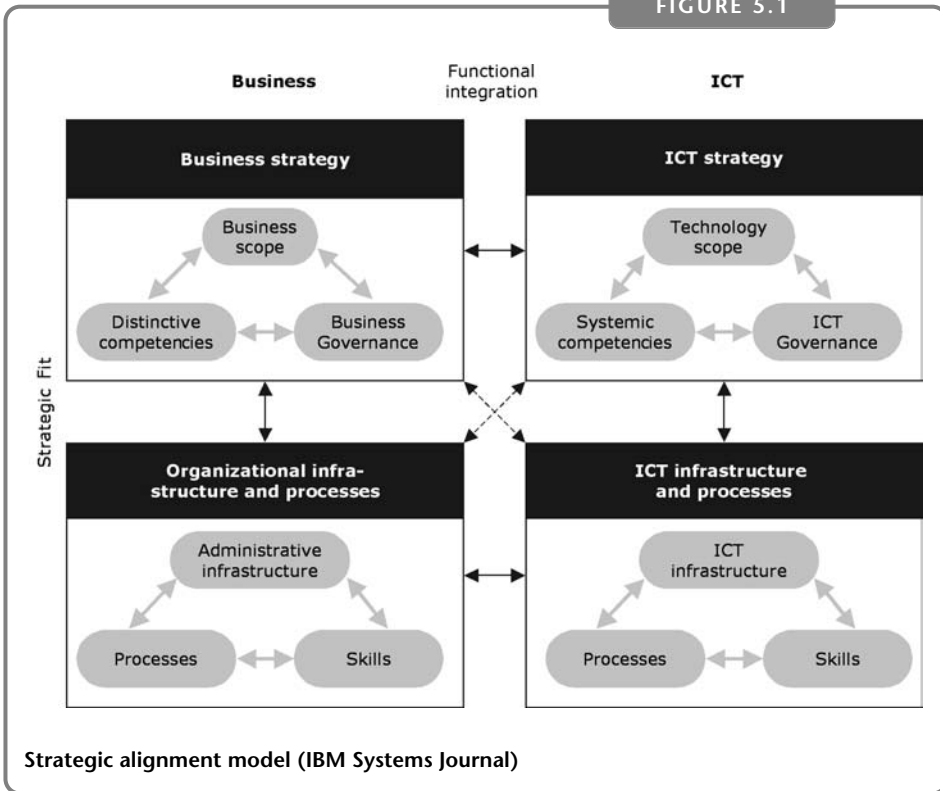 FIGURE 5.1
Business
Functional
integration
ICT
Business strategy
Business
scope
Distinctive
competencies
Business
Governance
ICT strategy
Technology
scope
Systemic
competencies
ICT
Governance
Strategic Fit
Organizational infra-
structure and processes
Administrative
infrastructure
Processes
Skills
ICT infrastructure
and processes
ICT
infrastructure
Processes
Skills
Strategic alignment model (IBM Systems Journal)